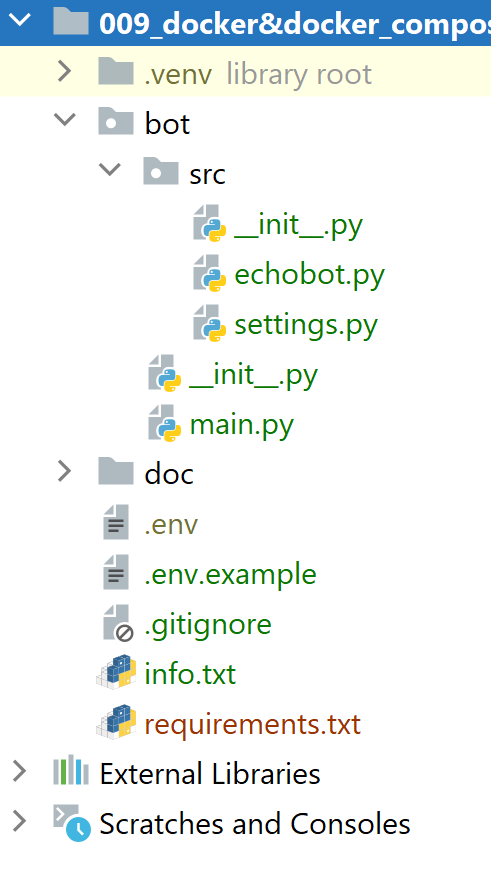 009_docker&docker_compos
.venv library root
bot
src
__init__.py
echobot.py
settings.py
__init__.py
main.py
doc
.env
.env.example
.gitignore
info.txt
requirements.txt
External Libraries
Scratches and Consoles